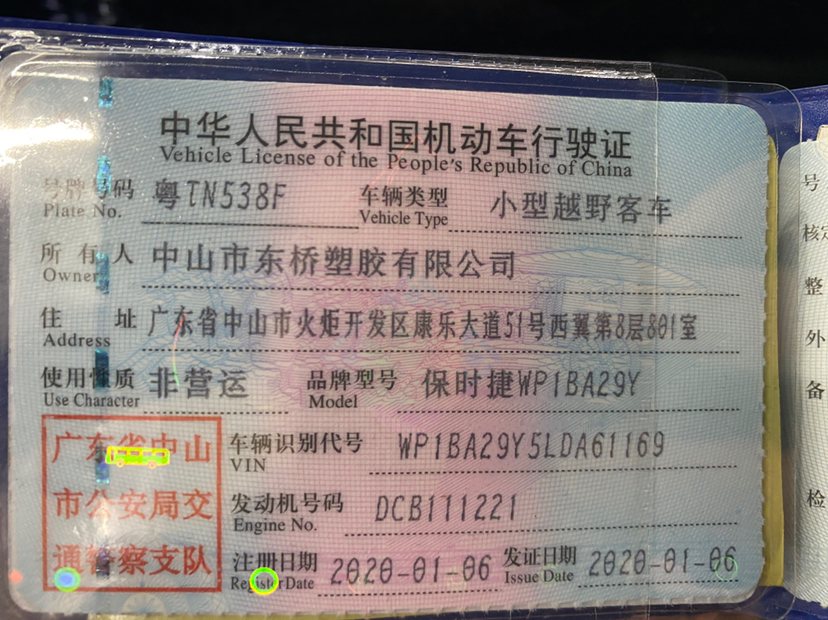 中华人民共和国机动车行驶证
Vehicle License of the People's Republic of China
号牌号码 粤TN538F 车辆类型 小型越野客车
Plate No. Vehicle Type
所有人 中山市东桥塑胶有限公司
Owner
住址 广东省中山市火炬开发区康乐大道51号西翼第8层801室
Address
使用性质 非营运 品牌型号 保时捷WP1BA29Y
Use Character Model
广东省中山
市公安局交
通警察支队
车辆识别代号 WP1BA29Y5LDA61169
VIN
发动机号码 DCB111221
Engine No.
注册日期 2020-01-06 发证日期 2020-01-06
Register Date Issue Date
号
核定
整
外
备
检